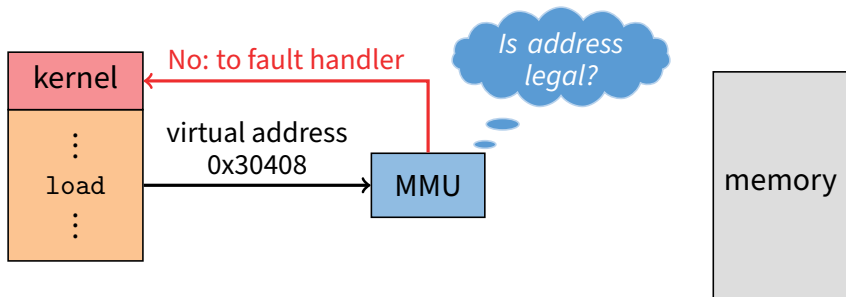 Is address
legal?
No: to fault handler
kernel
virtual address
0x30408
⋮
load
⋮
MMU
memory